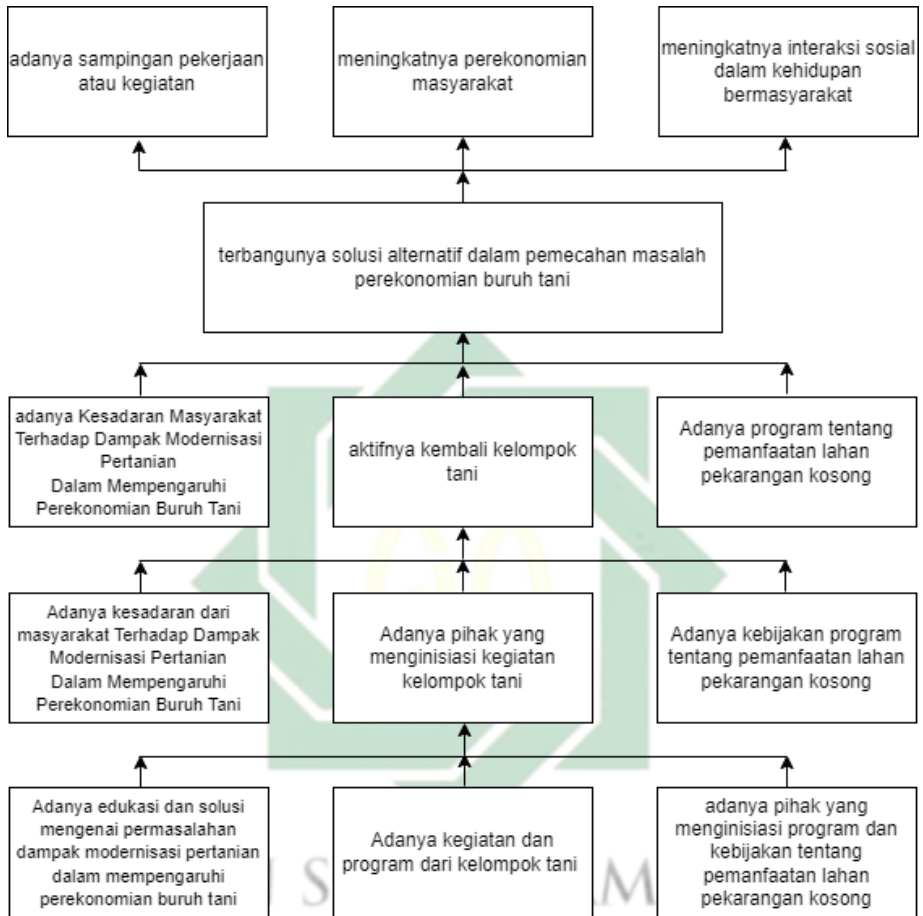 adanya sampingan pekerjaan
atau kegiatan
meningkatnya perekonomian
masyarakat
meningkatnya interaksi sosial
dalam kehidupan
bermasyarakat
terbangunya solusi alternatif dalam pemecahan masalah
perekonomian buruh tani
adanya Kesadaran Masyarakat
Terhadap Dampak Modernisasi
Pertanian
Dalam Mempengaruhi
Perekonomian Buruh Tani
aktifnya kembali kelompok
tani
Adanya program tentang
pemanfaatan lahan
pekarangan kosong
Adanya kesadaran dari
masyarakat Terhadap Dampak
Modernisasi Pertanian
Dalam Mempengaruhi
Perekonomian Buruh Tani
Adanya pihak yang
menginisiasi kegiatan
kelompok tani
Adanya kebijakan program
tentang pemanfaatan lahan
pekarangan kosong
Adanya edukasi dan solusi
mengenai permasalahan
dampak modernisasi pertanian
dalam mempengaruhi
perekonomian buruh tani
Adanya kegiatan dan
program dari kelompok tani
adanya pihak yang
menginisiasi program dan
kebijakan tentang
pemanfaatan lahan
pekarangan kosong